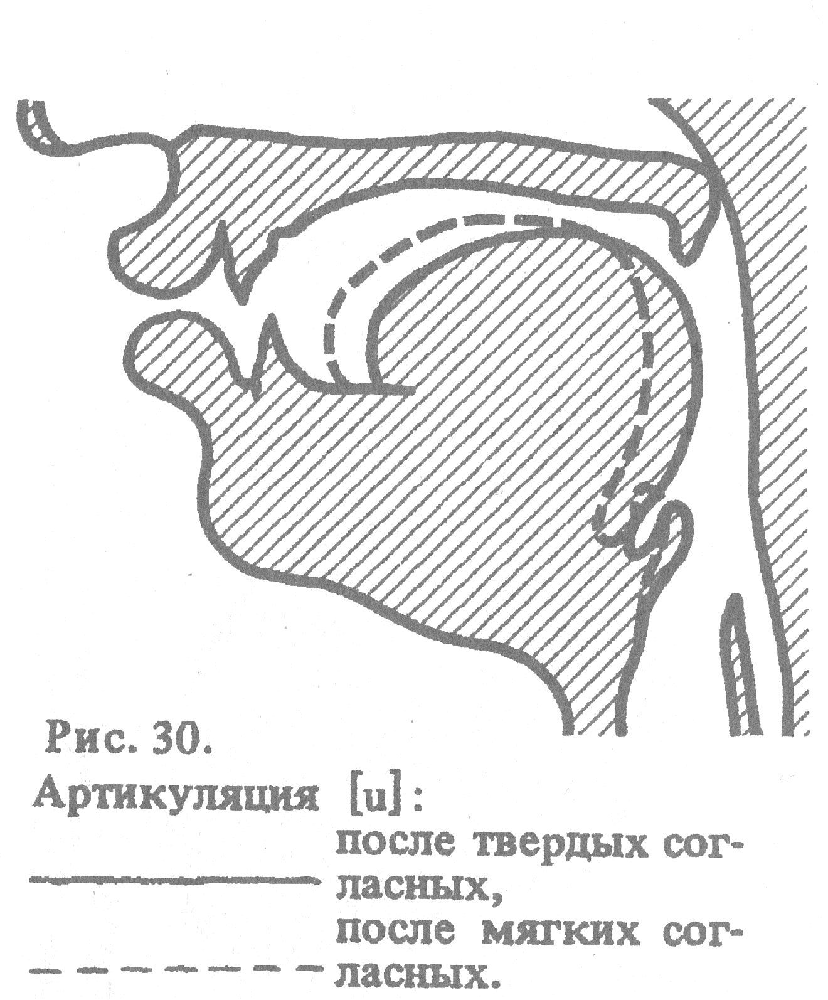 Рис. 30.
Артикуляция [u]:
после твердых сог-
ласных,
после мягких сог-
ласных.